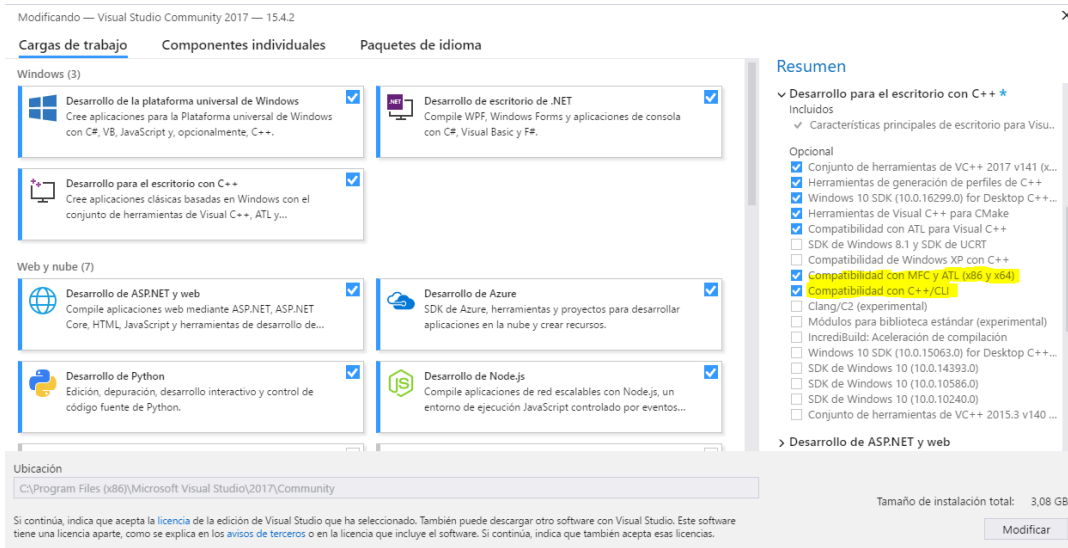 Modificando — Visual Studio Community 2017 — 15.4.2
Cargas de trabajo
Componentes individuales
Paquetes de idioma
Windows (3)
Desarrollo de la plataforma universal de Windows
Cree aplicaciones para la Plataforma universal de Windows
con C#, VB, JavaScript y, opcionalmente, C++.
.NET
Desarrollo de escritorio de .NET
Compile WPF, Windows Forms y aplicaciones de consola
con C#, Visual Basic y F#.
Desarrollo para el escritorio con C++
Cree aplicaciones clásicas basadas en Windows con el
conjunto de herramientas de Visual C++, ATL y...
Web y nube (7)
Desarrollo de ASP.NET y web
Compile aplicaciones web mediante ASP.NET, ASP.NET
Core, HTML, JavaScript y herramientas de desarrollo de...
Desarrollo de Azure
SDK de Azure, herramientas y proyectos para desarrollar
aplicaciones en la nube y crear recursos.
Desarrollo de Python
Edición, depuración, desarrollo interactivo y control de
código fuente de Python.
JS
Desarrollo de Node.js
Compile aplicaciones de red escalables con Node.js, un
entorno de ejecución JavaScript controlado por eventos...
Resumen
Desarrollo para el escritorio con C++ *
Incluidos
Características principales de escritorio para Visu..
Opcional
Conjunto de herramientas de VC++ 2017 v141 (x...
Herramientas de generación de perfiles de C++
Windows 10 SDK (10.0.16299.0) for Desktop C++...
Herramientas de Visual C++ para CMake
Compatibilidad con ATL para Visual C++
SDK de Windows 8.1 y SDK de UCRT
Compatibilidad de Windows XP con C++
Compatibilidad con MFC y ATL (x86 y x64)
Compatibilidad con C++/CLI
Clang/C2 (experimental)
Módulos para biblioteca estándar (experimental)
IncrediBuild: Aceleración de compilación
Windows 10 SDK (10.0.15063.0) for Desktop C++...
SDK de Windows 10 (10.0.14393.0)
SDK de Windows 10 (10.0.10586.0)
SDK de Windows 10 (10.0.10240.0)
Conjunto de herramientas de VC++ 2015.3 v140 ...
Desarrollo de ASP.NET y web
Ubicación
C:\Program Files (x86)\Microsoft Visual Studio\2017\Community
Tamaño de instalación total: 3,08 GB
Si continúa, indica que acepta la licencia de la edición de Visual Studio que ha seleccionado. También puede descargar otro software con Visual Studio. Este software
tiene una licencia aparte, como se explica en los avisos de terceros o en la licencia que incluye el software. Si continúa, indica que también acepta esas licencias.
Modificar